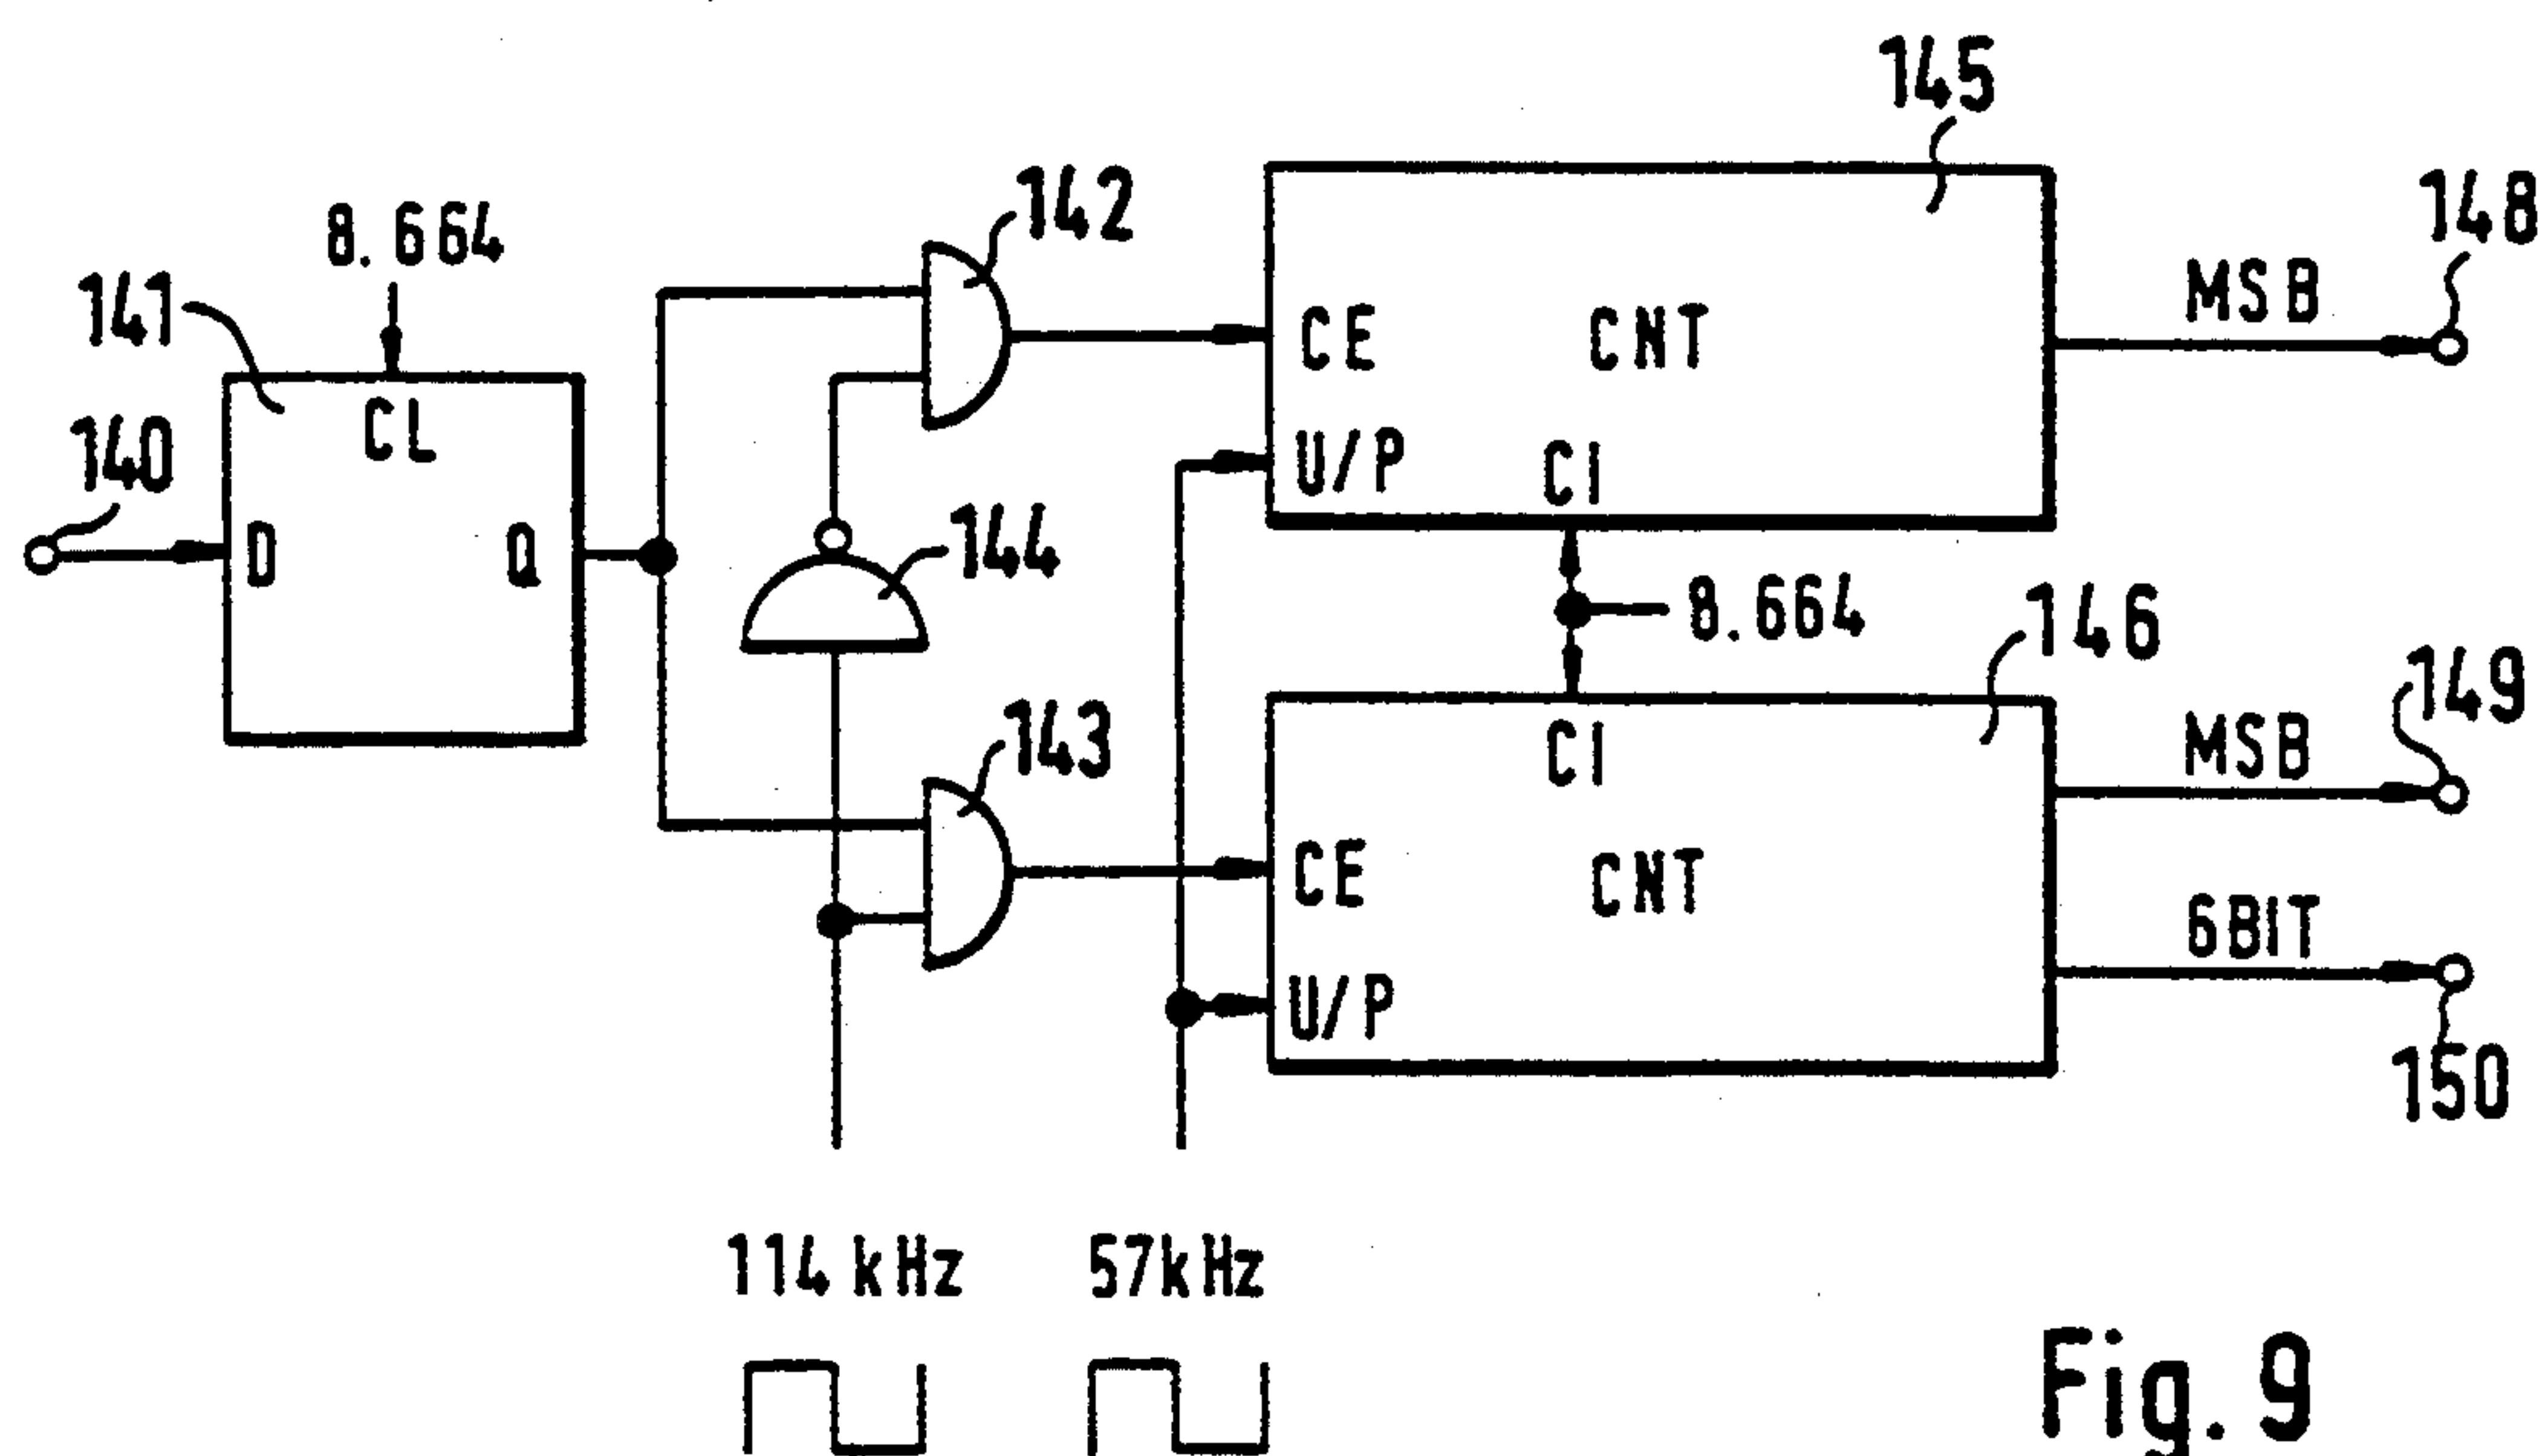 145
142
148
8.664
141
MSB
CE
CNT
CL
140
U/P
CI
144
D
Q
8.664
146
149
143
CI
MSB
CE
CNT
6BIT
U/P
150
114 kHz
57kHz
Fig. 9